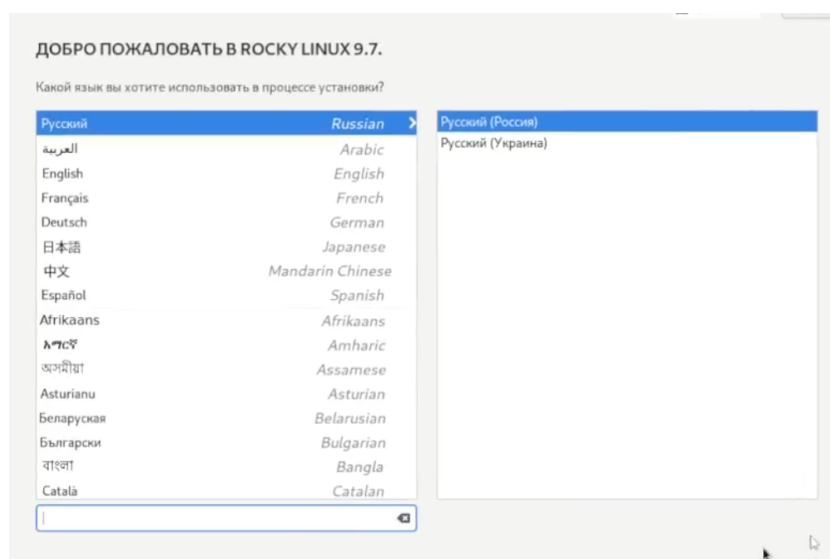 ДОБРО ПОЖАЛОВАТЬ В ROCKY LINUX 9.7.
Какой язык вы хотите использовать в процессе установки?
Русский Russian
العربية Arabic
English English
Français French
Deutsch German
日本語 Japanese
中文 Mandarin Chinese
Español Spanish
Afrikaans Afrikaans
አማርኛ Amharic
অসমীয়া Assamese
Asturianu Asturian
Беларуская Belarusian
Български Bulgarian
বাংলা Bangla
Català Catalan
Русский (Россия)
Русский (Украина)